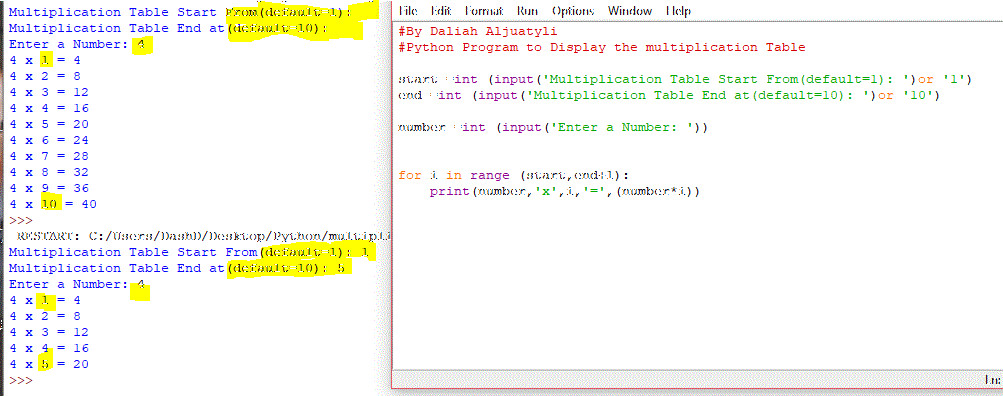 Multiplication Table Start From(default=1):
Multiplication Table End at(default=10):
Enter a Number: 4
4 x 1 = 4
4 x 2 = 8
4 x 3 = 12
4 x 4 = 16
4 x 5 = 20
4 x 6 = 24
4 x 7 = 28
4 x 8 = 32
4 x 9 = 36
4 x 10 = 40
>>>
RESTART: C:/Users/DashD/Desktop/Python/multipli
Multiplication Table Start From(default=1): 1
Multiplication Table End at(default=10): 5
Enter a Number: 4
4 x 1 = 4
4 x 2 = 8
4 x 3 = 12
4 x 4 = 16
4 x 5 = 20
>>>
File Edit Format Run Options Window Help
#By Daliah Aljuatyli
#Python Program to Display the multiplication Table
start =int (input('Multiplication Table Start From(default=1): ')or '1')
end =int (input('Multiplication Table End at(default=10): ')or '10')
number =int (input('Enter a Number: '))
for i in range (start,end+1):
    print(number,'x',i,'=',(number*i))
Ln: